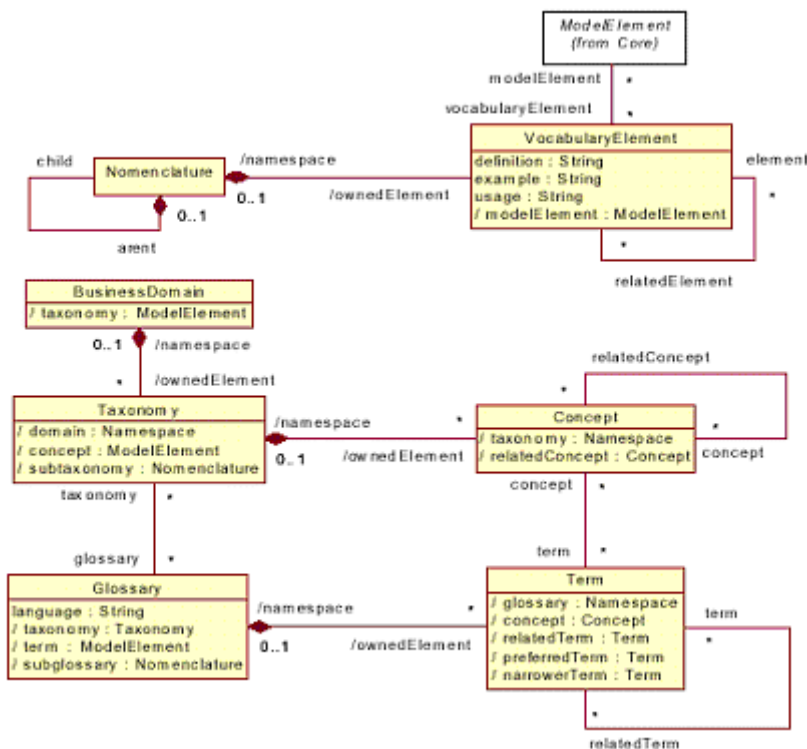 ModelElement
(from Core)
modelElement *
vocabularyElement *
VocabularyElement
definition : String
example : String
usage : String
/ modelElement : ModelElement
element
*
*
relatedElement
child
Nomenclature
/namespace
0..1
0..1
/ownedElement
arent
BusinessDomain
/ taxonomy : ModelElement
0..1
/namespace
* /ownedElement
Taxonomy
/ domain : Namespace
/ concept : ModelElement
/ subtaxonomy : Nomenclature
/namespace
0..1
*
/ownedElement
relatedConcept
*
Concept
/ taxonomy : Namespace
/ relatedConcept : Concept
*
concept
taxonomy *
glossary *
concept *
term *
Glossary
language : String
/ taxonomy : Taxonomy
/ term : ModelElement
/ subglossary : Nomenclature
/namespace
0..1
*
/ownedElement
Term
/ glossary : Namespace
/ concept : Concept
/ relatedTerm : Term
/ preferredTerm : Term
/ narrowerTerm : Term
term
*
*
relatedTerm